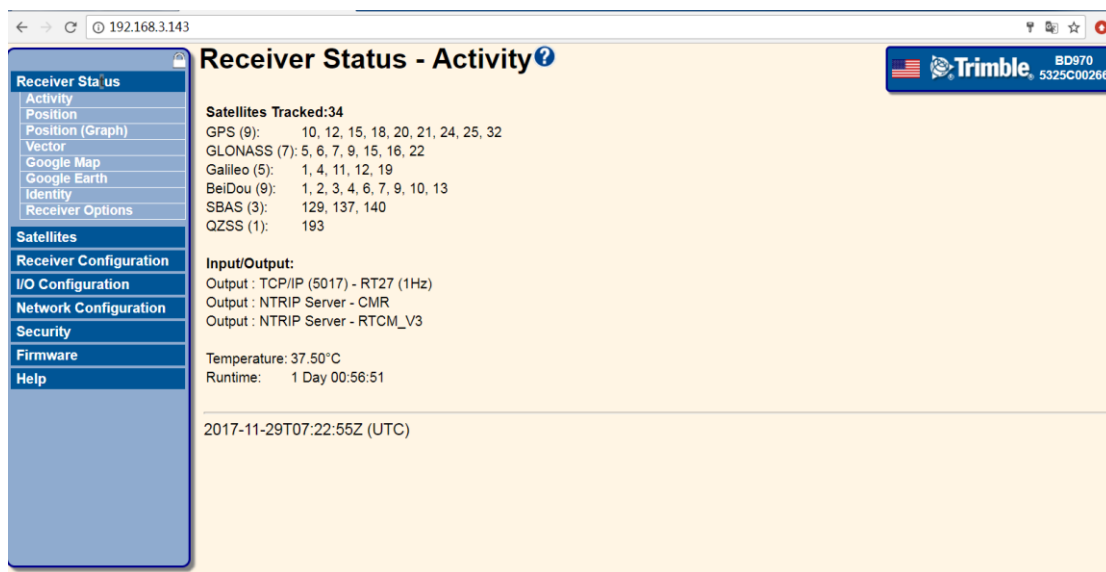 192.168.3.143
Receiver Status - Activity
Trimble
BD970
5325C00266
Receiver Status
Activity
Position
Position (Graph)
Vector
Google Map
Google Earth
Identity
Receiver Options
Satellites
Receiver Configuration
I/O Configuration
Network Configuration
Security
Firmware
Help
Satellites Tracked:34
GPS (9): 10, 12, 15, 18, 20, 21, 24, 25, 32
GLONASS (7): 5, 6, 7, 9, 15, 16, 22
Galileo (5): 1, 4, 11, 12, 19
BeiDou (9): 1, 2, 3, 4, 6, 7, 9, 10, 13
SBAS (3): 129, 137, 140
QZSS (1): 193
Input/Output:
Output : TCP/IP (5017) - RT27 (1Hz)
Output : NTRIP Server - CMR
Output : NTRIP Server - RTCM_V3
Temperature: 37.50°C
Runtime: 1 Day 00:56:51
2017-11-29T07:22:55Z (UTC)